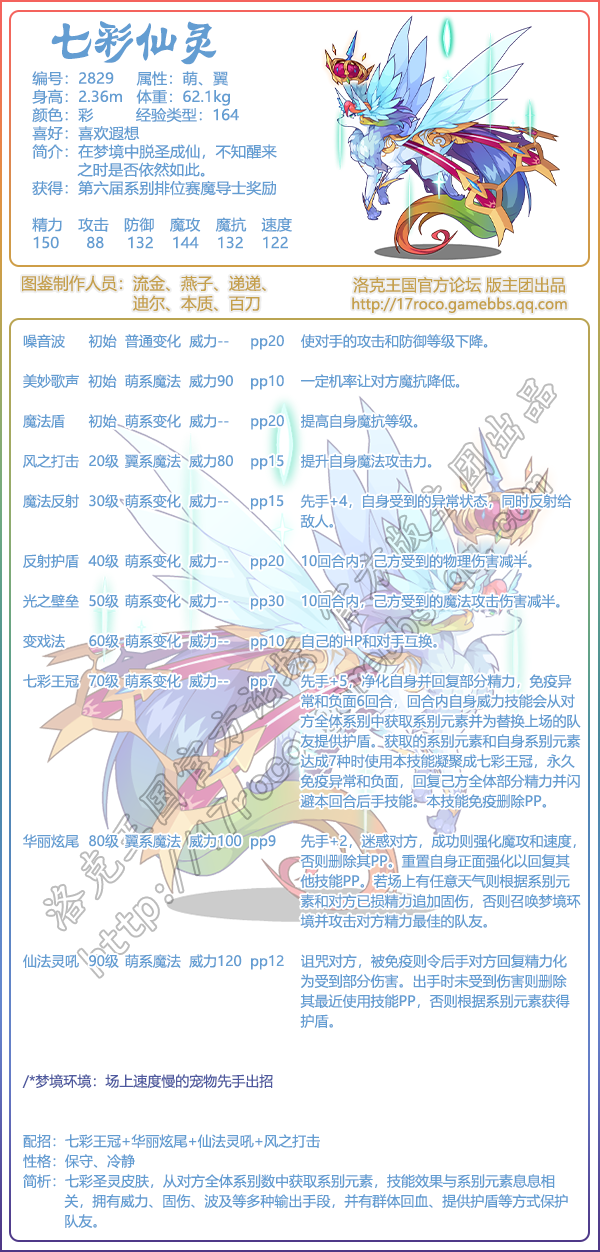 七彩仙灵
编号：2829 属性：萌、翼
身高：2.36m 体重：62.1kg
颜色：彩 经验类型：164
喜好：喜欢遐想
简介：在梦境中脱圣成仙，不知醒来
之时是否依然如此。
获得：第六届系别排位赛魔导士奖励
精力 攻击 防御 魔攻 魔抗 速度
150 88 132 144 132 122
图鉴制作人员：流金、燕子、递递、
迪尔、本质、百刀
洛克王国官方论坛 版主团出品
http://17roco.gamebbs.qq.com
噪音波 初始 普通变化 威力-- pp20 使对手的攻击和防御等级下降。
美妙歌声 初始 萌系魔法 威力90 pp10 一定机率让对方魔抗降低。
魔法盾 初始 萌系变化 威力-- pp20 提高自身魔抗等级。
风之打击 20级 翼系魔法 威力80 pp15 提升自身魔法攻击力。
魔法反射 30级 萌系变化 威力-- pp15 先手+4，自身受到的异常状态，同时反射给
敌人。
反射护盾 40级 萌系变化 威力-- pp20 10回合内，己方受到的物理伤害减半。
光之壁垒 50级 萌系变化 威力-- pp30 10回合内，己方受到的魔法攻击伤害减半。
变戏法 60级 萌系变化 威力-- pp10 自己的HP和对手互换。
七彩王冠 70级 萌系变化 威力-- pp7 先手+5，净化自身并回复部分精力，免疫异
常和负面6回合，回合内自身威力技能会从对
方全体系别中获取系别元素并为替换上场的队
友提供护盾。获取的系别元素和自身系别元素
达成7种时使用本技能凝聚成七彩王冠，永久
免疫异常和负面，回复己方全体部分精力并闪
避本回合后手技能。本技能免疫删除PP。
华丽炫尾 80级 翼系魔法 威力100 pp9 先手+2，迷惑对方，成功则强化魔攻和速度，
否则删除其PP。重置自身正面强化以回复其
他技能PP。若场上有任意天气则根据系别元
素和对方已损精力追加固伤，否则召唤梦境环
境并攻击对方精力最佳的队友。
仙法灵吼 90级 萌系魔法 威力120 pp12 诅咒对方，被免疫则令后手对方回复精力化
为受到部分伤害。出手时未受到伤害则删除
其最近使用技能PP，否则根据系别元素获得
护盾。
/*梦境环境：场上速度慢的宠物先手出招
配招：七彩王冠+华丽炫尾+仙法灵吼+风之打击
性格：保守、冷静
简析：七彩圣灵皮肤，从对方全体系别数中获取系别元素，技能效果与系别元素息息相
关，拥有威力、固伤、波及等多种输出手段，并有群体回血、提供护盾等方式保护
队友。
洛克王国官方论坛 官方版主团出品
http://17roco.gamebbs.qq.com